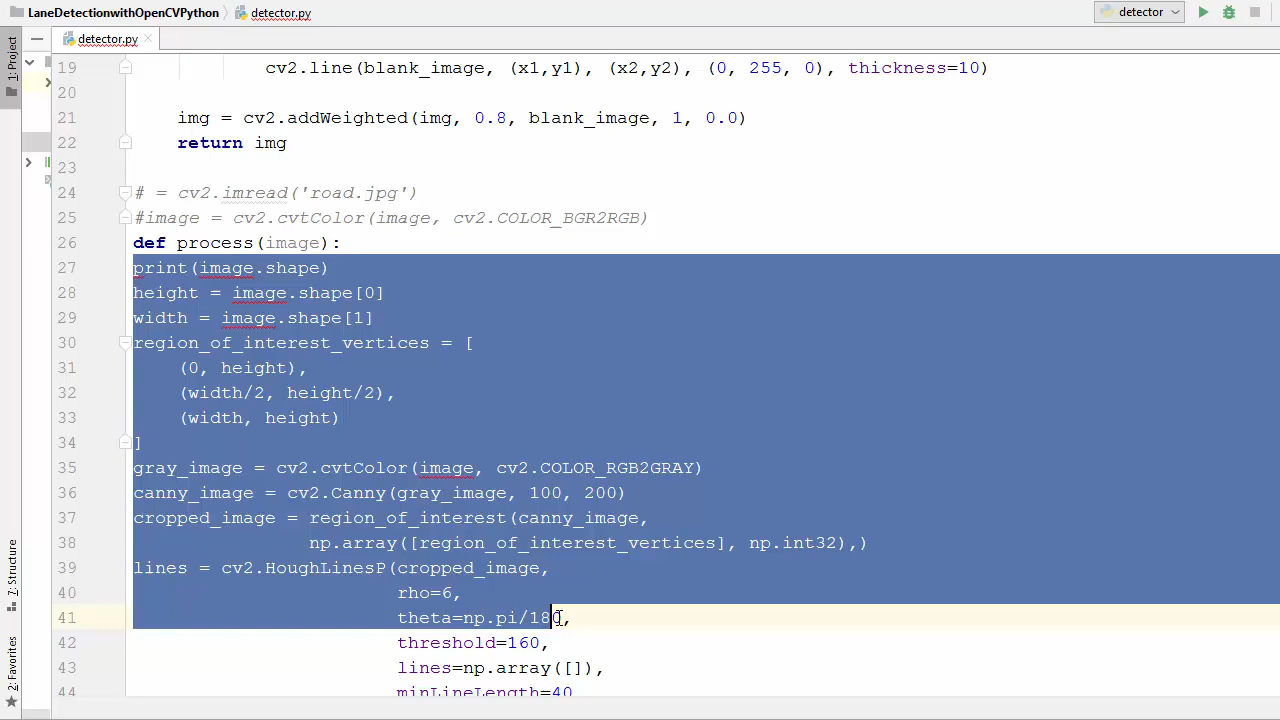 LaneDetectionwithOpenCVPython detector.py detector
detector.py
1: Project
7: Structure
2: Favorites
19 cv2.line(blank_image, (x1,y1), (x2,y2), (0, 255, 0), thickness=10)
20
21 img = cv2.addWeighted(img, 0.8, blank_image, 1, 0.0)
22 return img
23
24 # = cv2.imread('road.jpg')
25 #image = cv2.cvtColor(image, cv2.COLOR_BGR2RGB)
26 def process(image):
27 print(image.shape)
28 height = image.shape[0]
29 width = image.shape[1]
30 region_of_interest_vertices = [
31 (0, height),
32 (width/2, height/2),
33 (width, height)
34 ]
35 gray_image = cv2.cvtColor(image, cv2.COLOR_RGB2GRAY)
36 canny_image = cv2.Canny(gray_image, 100, 200)
37 cropped_image = region_of_interest(canny_image,
38 np.array([region_of_interest_vertices], np.int32),)
39 lines = cv2.HoughLinesP(cropped_image,
40 rho=6,
41 theta=np.pi/180,
42 threshold=160,
43 lines=np.array([]),
44 minLineLength=40